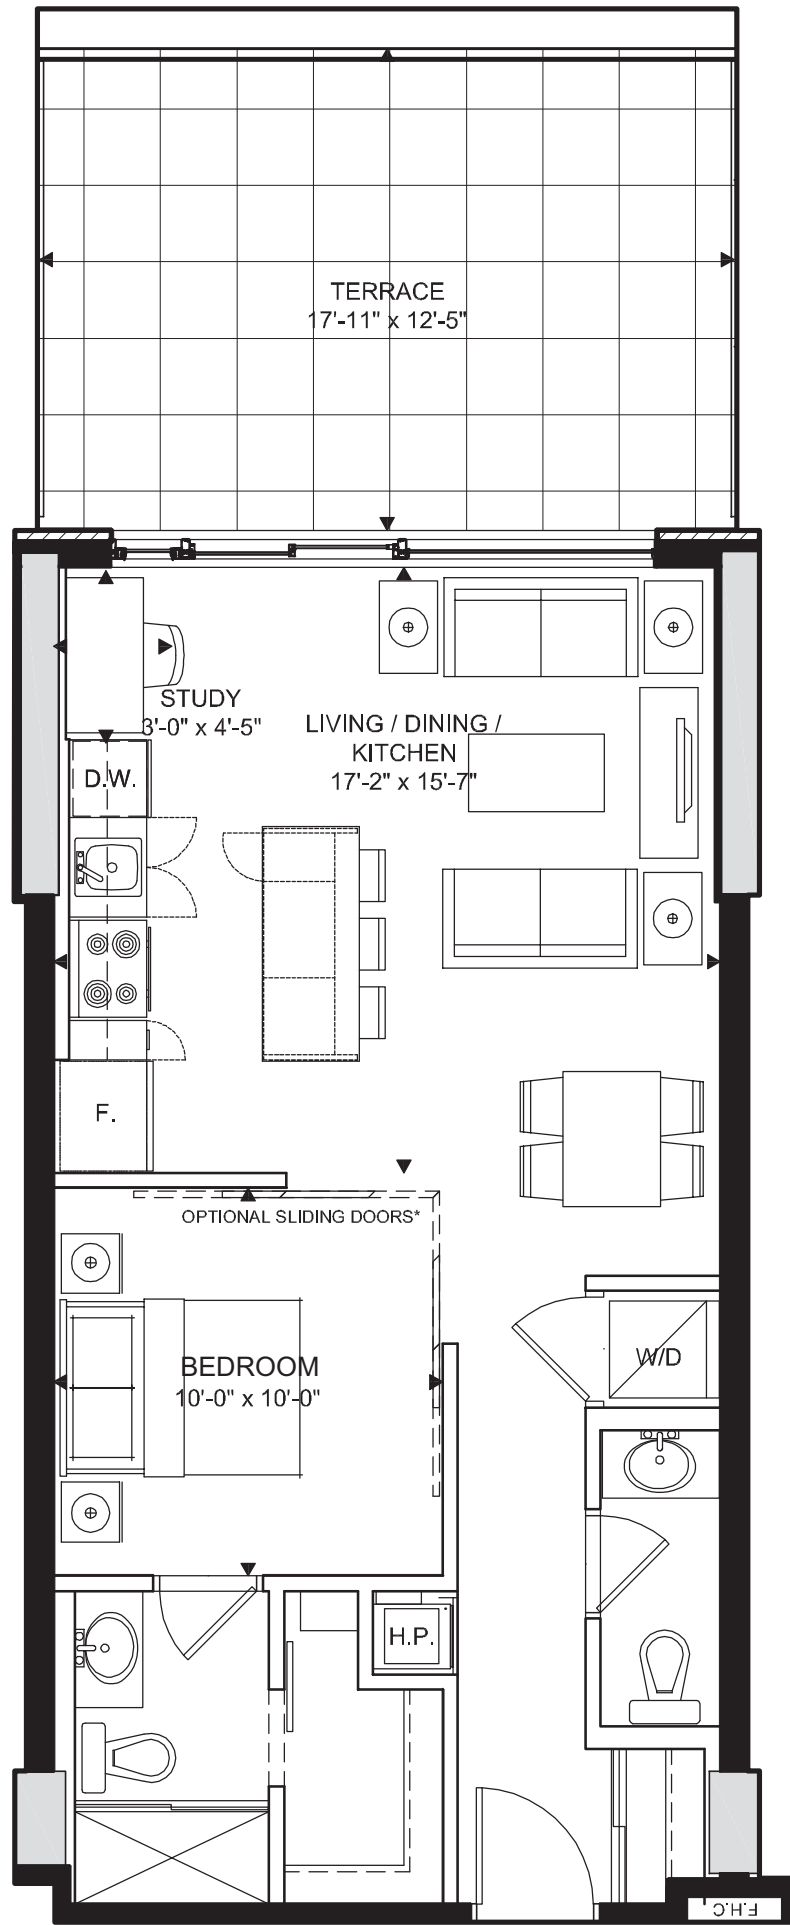 TERRACE
17'-11" x 12'-5"
STUDY
3'-0" x 4'-5"
LIVING / DINING /
KITCHEN
17'-2" x 15'-7"
D.W.
F.
OPTIONAL SLIDING DOORS*
BEDROOM
10'-0" x 10'-0"
W/D
H.P.
F.H.C